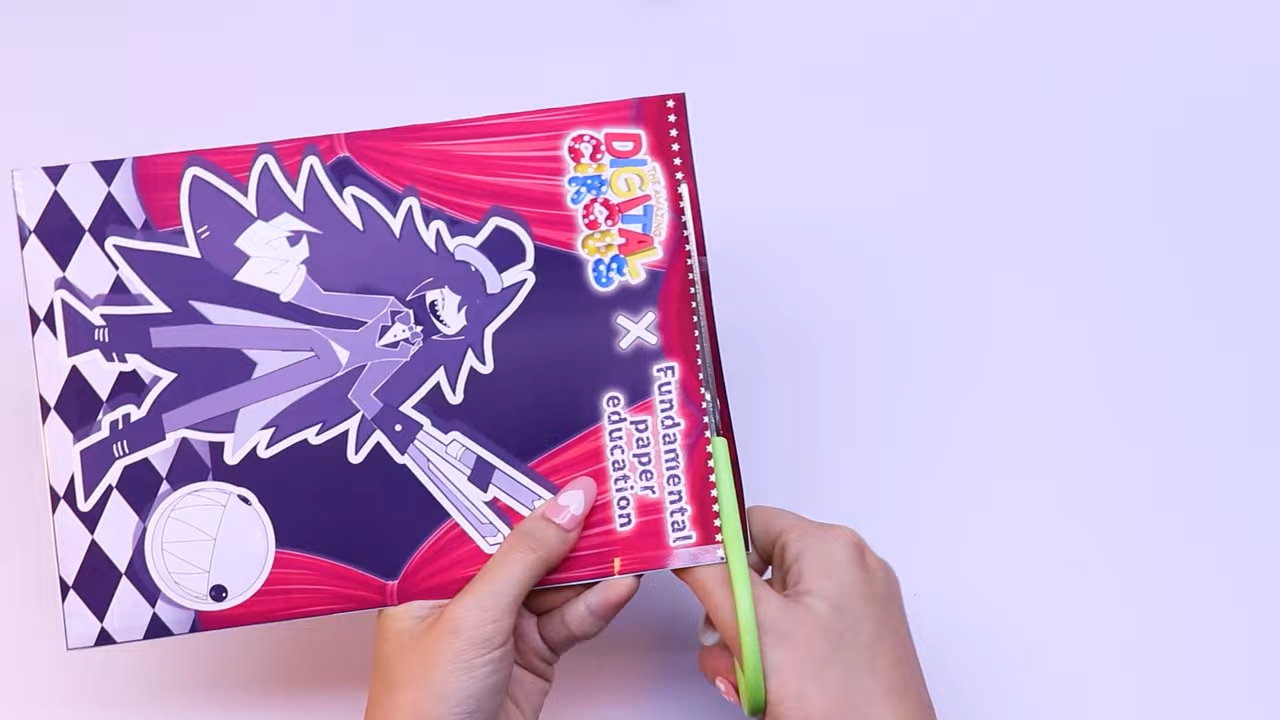 THE AMAZING
DIGITAL
CIRCUS
X
Fundamental
paper
education